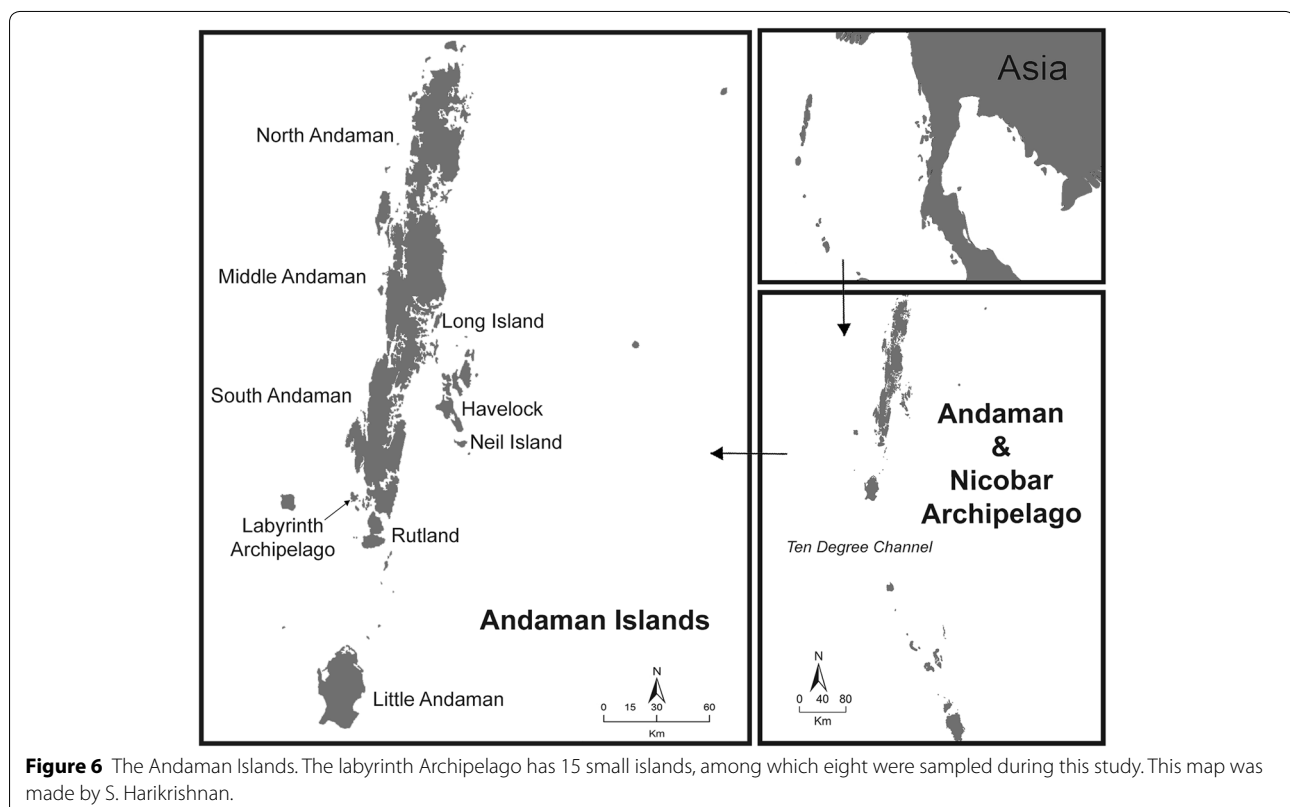 North Andaman
Middle Andaman
Long Island
South Andaman
Havelock
Neil Island
Labyrinth
Archipelago
Rutland
Andaman Islands
Little Andaman
N
0 15 30 60
Km
Asia
Andaman
&
Nicobar
Archipelago
Ten Degree Channel
N
0 40 80
Km
Figure 6 The Andaman Islands. The labyrinth Archipelago has 15 small islands, among which eight were sampled during this study. This map was
made by S. Harikrishnan.